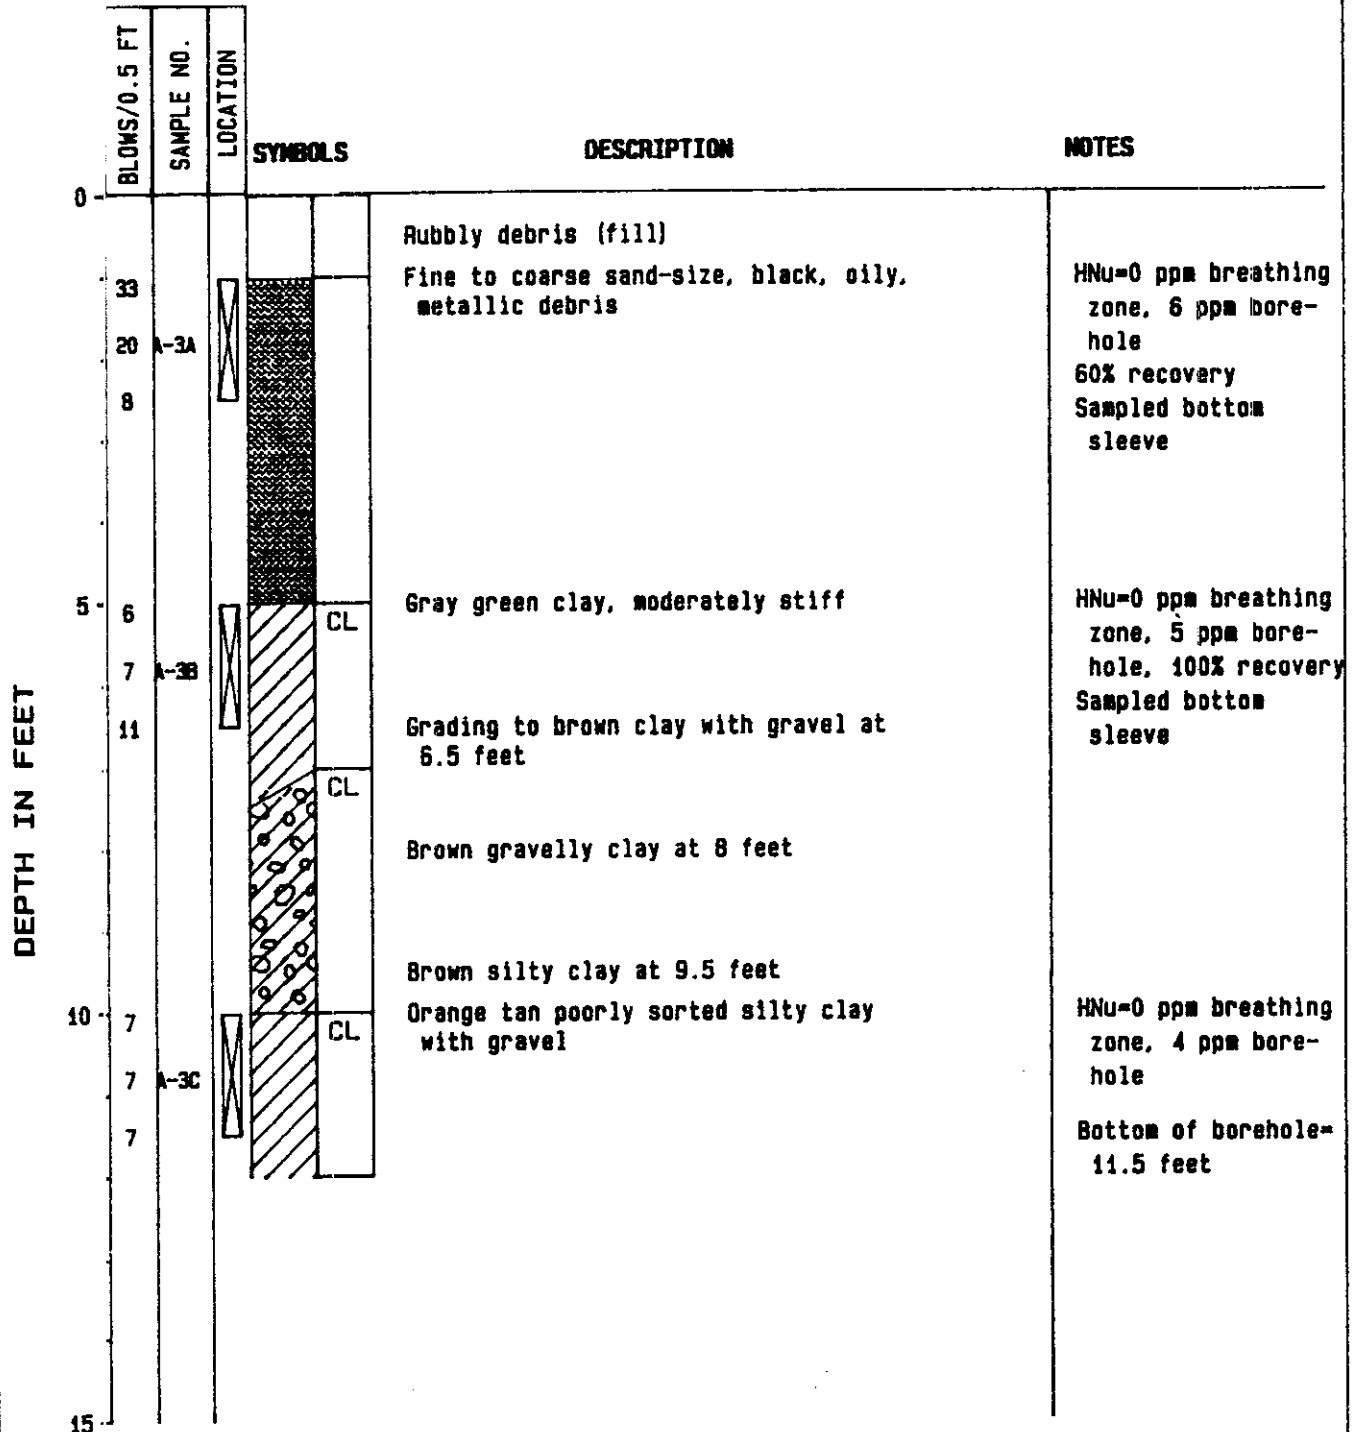 BLOWS/0.5 FT
SAMPLE NO.
LOCATION
SYMBOLS
DESCRIPTION
NOTES
0
Rubbly debris (fill)
Fine to coarse sand-size, black, oily,
metallic debris
HNu=0 ppm breathing
zone, 6 ppm bore-
hole
60% recovery
Sampled bottom
sleeve
33
20
A-3A
8
5
6
CL
Gray green clay, moderately stiff
HNu=0 ppm breathing
zone, 5 ppm bore-
hole, 100% recovery
Sampled bottom
sleeve
7
A-3B
11
Grading to brown clay with gravel at
6.5 feet
CL
DEPTH IN FEET
Brown gravelly clay at 8 feet
Brown silty clay at 9.5 feet
10
7
CL
Orange tan poorly sorted silty clay
with gravel
HNu=0 ppm breathing
zone, 4 ppm bore-
hole
7
A-3C
7
Bottom of borehole=
11.5 feet
15